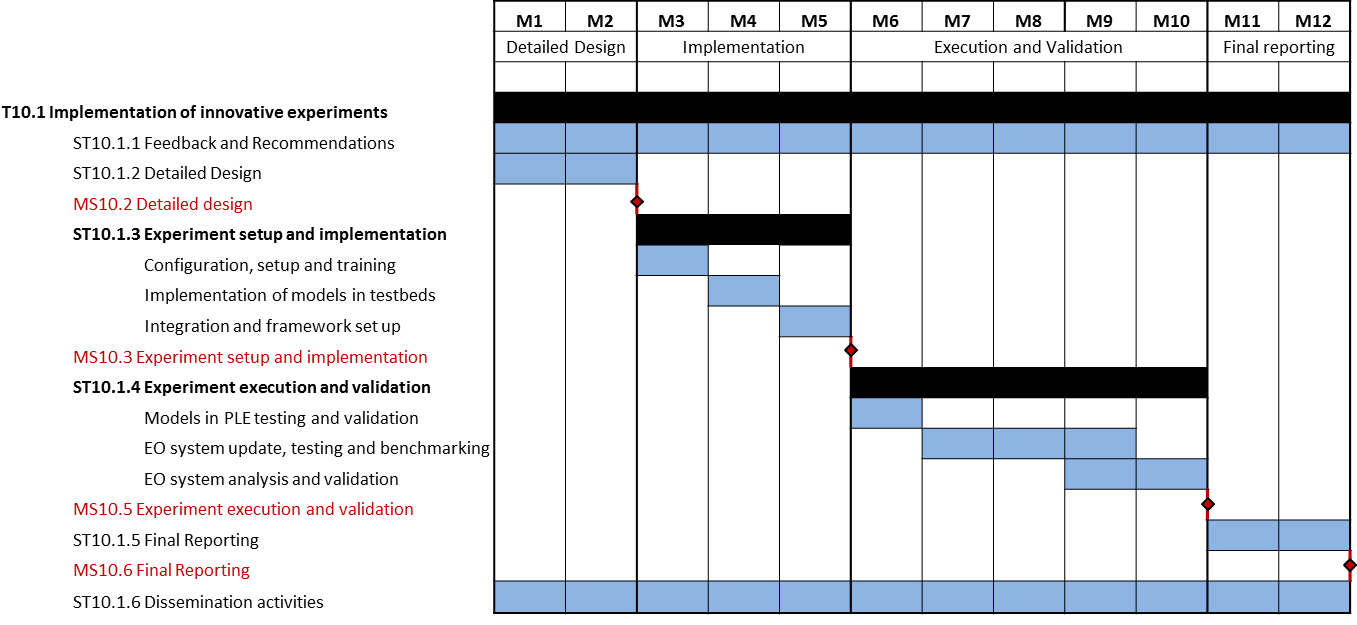 M1 M2 M3 M4 M5 M6 M7 M8 M9 M10 M11 M12
Detailed Design Implementation Execution and Validation Final reporting
T10.1 Implementation of innovative experiments
ST10.1.1 Feedback and Recommendations
ST10.1.2 Detailed Design
MS10.2 Detailed design
ST10.1.3 Experiment setup and implementation
Configuration, setup and training
Implementation of models in testbeds
Integration and framework set up
MS10.3 Experiment setup and implementation
ST10.1.4 Experiment execution and validation
Models in PLE testing and validation
EO system update, testing and benchmarking
EO system analysis and validation
MS10.5 Experiment execution and validation
ST10.1.5 Final Reporting
MS10.6 Final Reporting
ST10.1.6 Dissemination activities